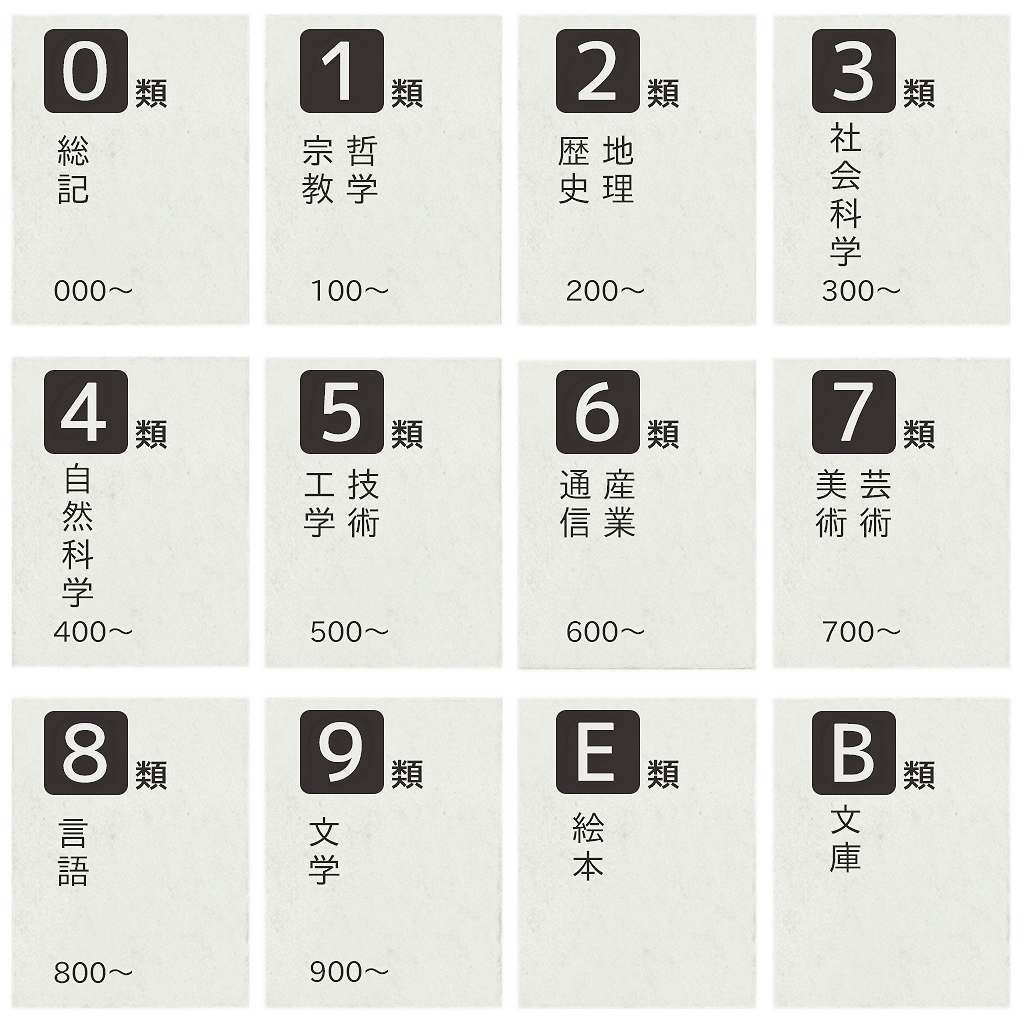 0類
総記
000～
1類
哲学
宗教
100～
2類
地理
歴史
200～
3類
社会科学
300～
4類
自然科学
400～
5類
技術
工学
500～
6類
産業
通信
600～
7類
芸術
美術
700～
8類
言語
800～
9類
文学
900～
E類
絵本
B類
文庫